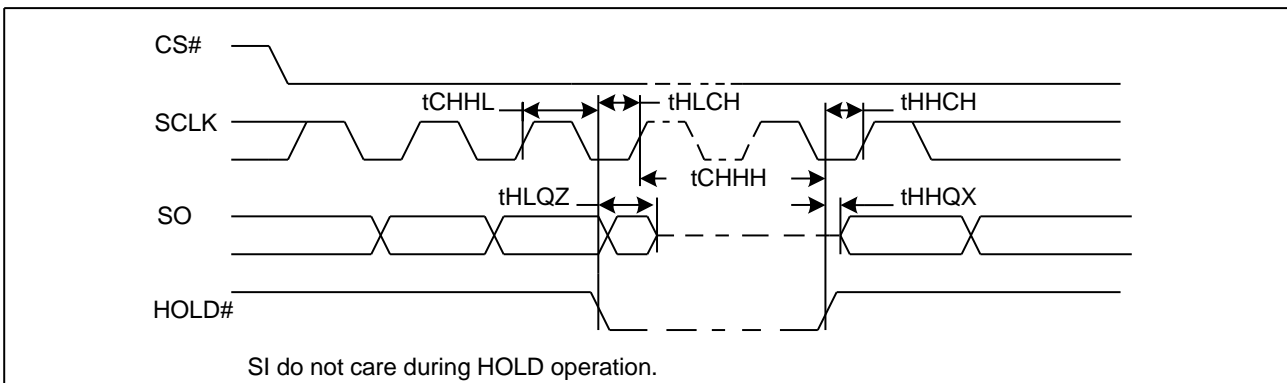 CS#
tCHHL
tHLCH
tHHCH
SCLK
tCHHH
tHLQZ
tHHQX
SO
HOLD#
SI do not care during HOLD operation.